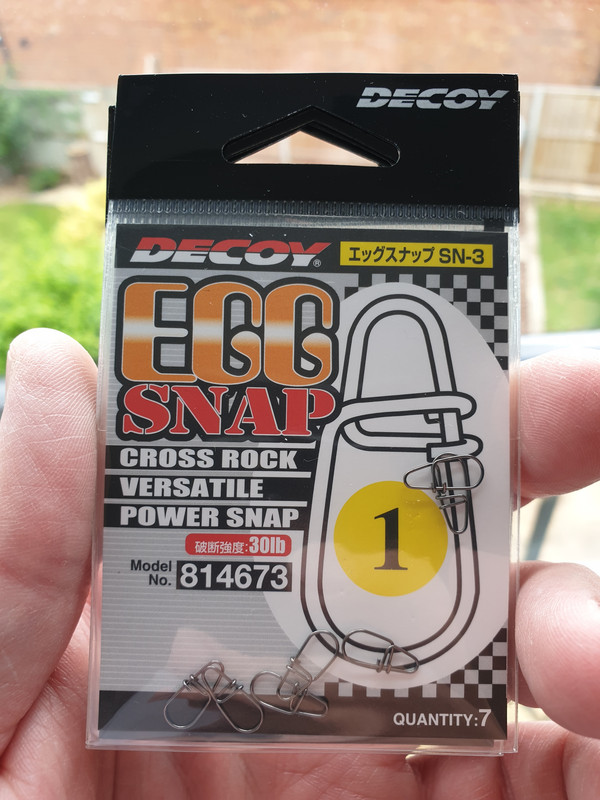 DECOY
DECOY®
エッグスナップ SN-3
EGG
SNAP
CROSS ROCK
VERSATILE
POWER SNAP
破断強度:30lb
Model No. 814673
1
QUANTITY:7